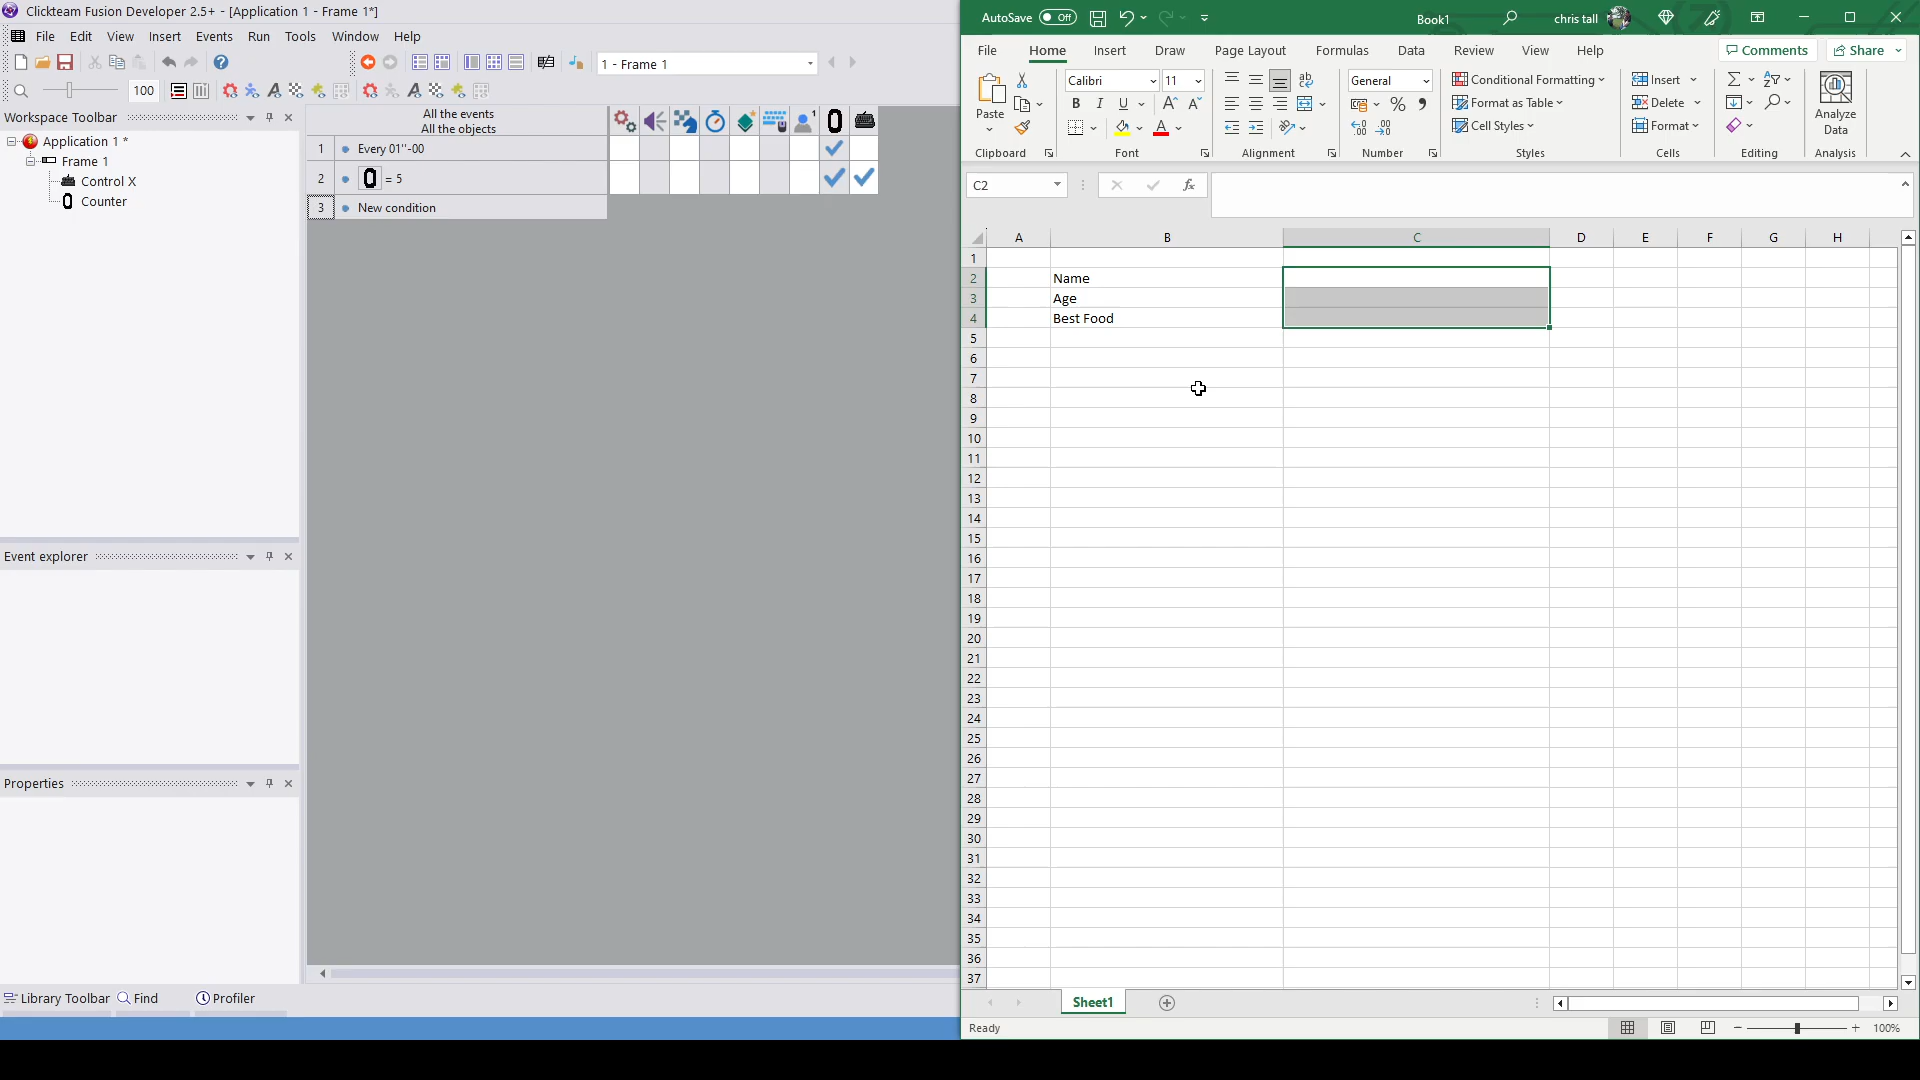 Clickteam Fusion Developer 2.5+ - [Application 1 - Frame 1*]
File Edit View Insert Events Run Tools Window Help
1 - Frame 1
100
Workspace Toolbar
Application 1 *
Frame 1
Control X
Counter
Event explorer
Properties
Library Toolbar Find Profiler
All the events
All the objects
1 Every 01''-00
2 0 = 5
3 New condition
AutoSave Off Book1 chris tall
File Home Insert Draw Page Layout Formulas Data Review View Help Comments Share
Paste
Clipboard
Calibri 11
B I U
Font
Alignment
General
Number
Conditional Formatting
Format as Table
Cell Styles
Styles
Insert
Delete
Format
Cells
Editing
Analyze
Data
Analysis
C2 fx
A B C D E F G H
1
2 Name
3 Age
4 Best Food
5
6
7
8
9
10
11
12
13
14
15
16
17
18
19
20
21
22
23
24
25
26
27
28
29
30
31
32
33
34
35
36
37
Sheet1
Ready 100%